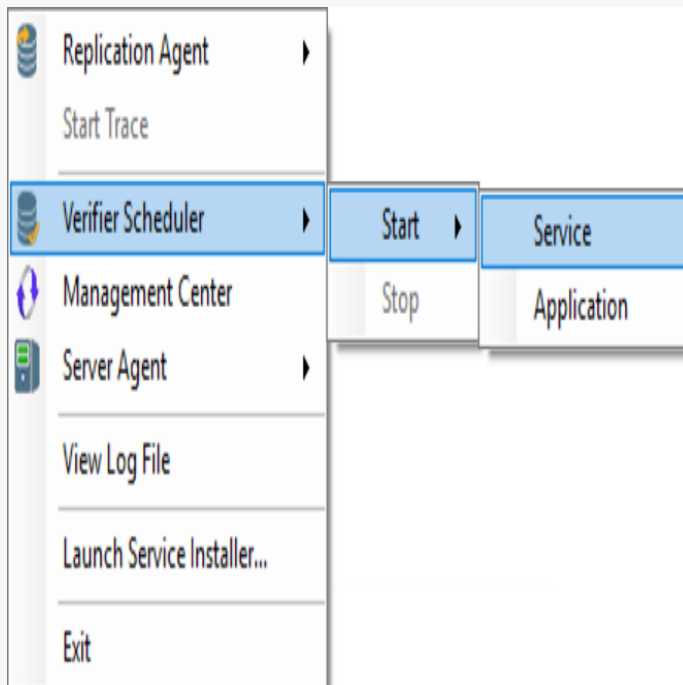 Replication Agent
Start Trace
Verifier Scheduler
Start
Service
Management Center
Stop
Application
Server Agent
View Log File
Launch Service Installer...
Exit